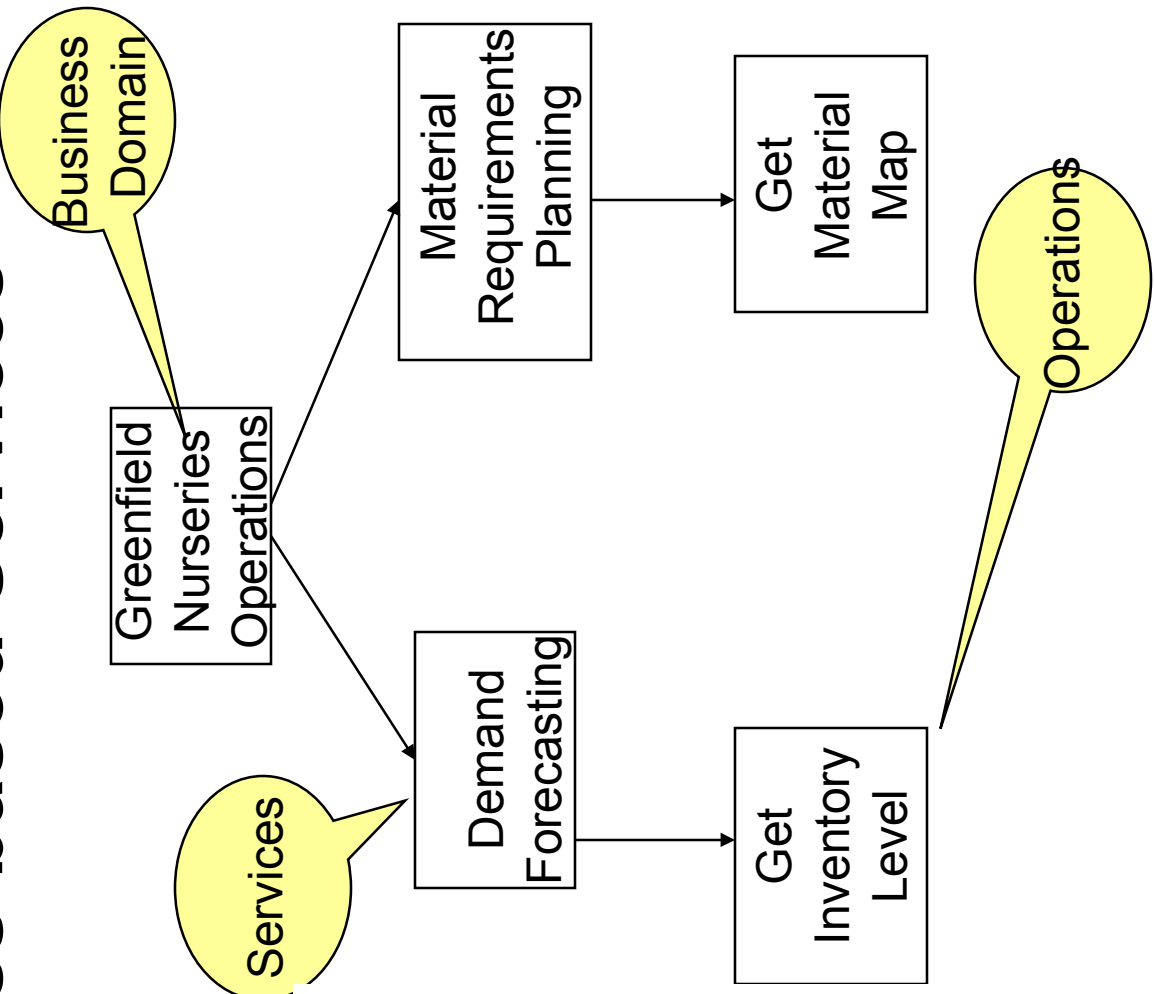 Business
Domain
Greenfield
Nurseries
Operations
Services
Demand
Forecasting
Material
Requirements
Planning
Get
Inventory
Level
Get
Material
Map
Operations